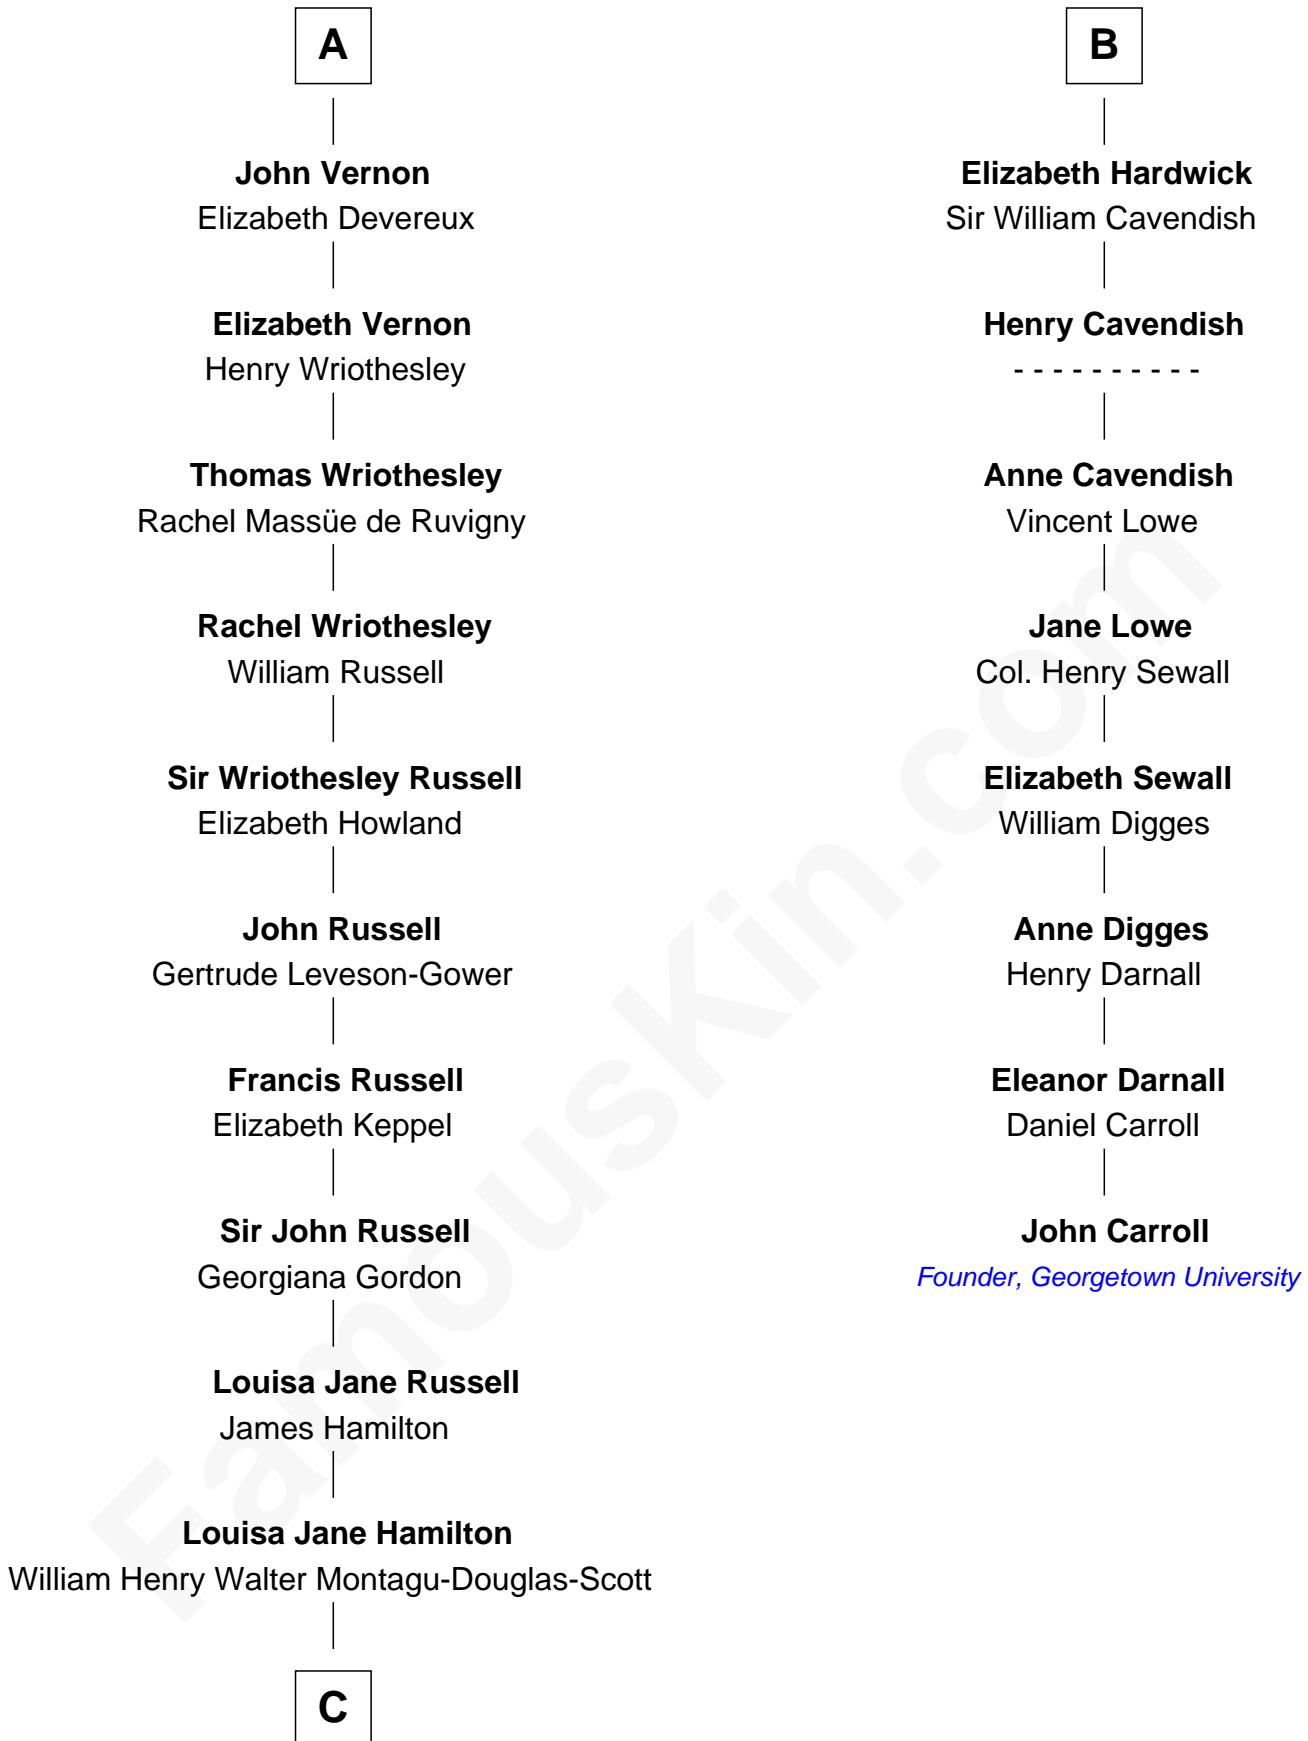 A
John Vernon
Elizabeth Devereux
Elizabeth Vernon
Henry Wriothesley
Thomas Wriothesley
Rachel Massüe de Ruvigny
Rachel Wriothesley
William Russell
Sir Wriothesley Russell
Elizabeth Howland
John Russell
Gertrude Leveson-Gower
Francis Russell
Elizabeth Keppel
Sir John Russell
Georgiana Gordon
Louisa Jane Russell
James Hamilton
Louisa Jane Hamilton
William Henry Walter Montagu-Douglas-Scott
C
B
Elizabeth Hardwick
Sir William Cavendish
Henry Cavendish
- - - - - - - - - -
Anne Cavendish
Vincent Lowe
Jane Lowe
Col. Henry Sewall
Elizabeth Sewall
William Digges
Anne Digges
Henry Darnall
Eleanor Darnall
Daniel Carroll
John Carroll
Founder, Georgetown University
FamousKin.com